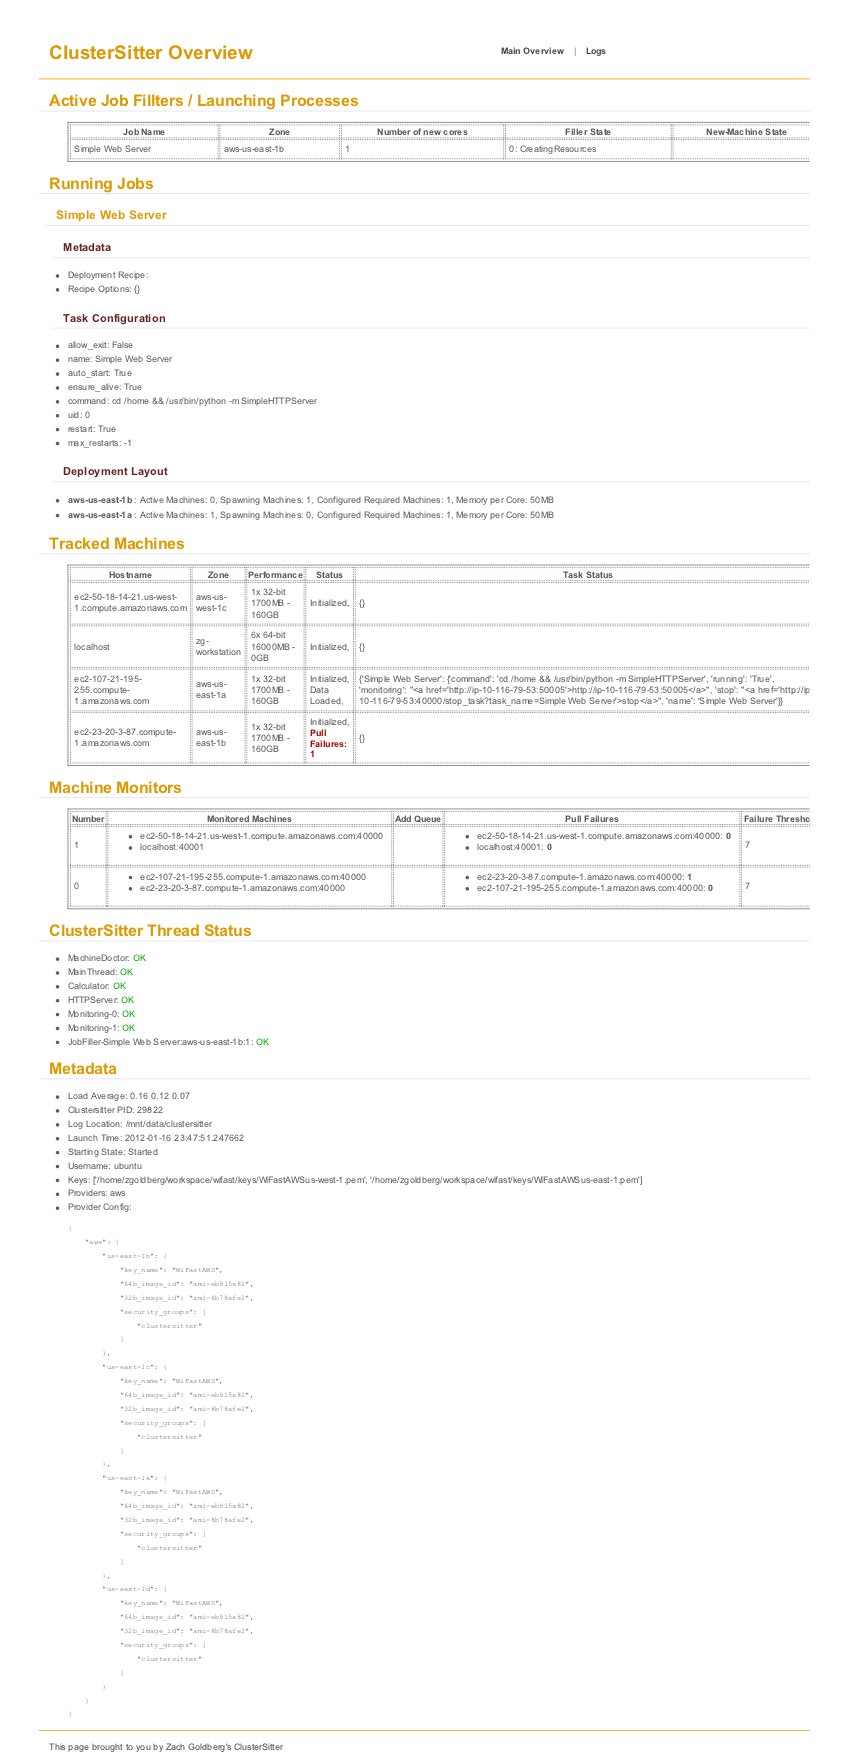 ClusterSitter Overview
Main Overview | Logs
Active Job Fillters / Launching Processes
Job Name Zone Number of new cores Filler State New-Machine State
Simple Web Server aws-us-east-1b 1 0: CreatingResources
Running Jobs
Simple Web Server
Metadata
Deployment Recipe:
Recipe Options: {}
Task Configuration
allow_exit: False
name: Simple Web Server
auto_start: True
ensure_alive: True
command: cd /home && /usr/bin/python -m SimpleHTTPServer
uid: 0
restart: True
max_restarts: -1
Deployment Layout
aws-us-east-1b : Active Machines: 0, Spawning Machines: 1, Configured Required Machines: 1, Memory per Core: 50MB
aws-us-east-1a : Active Machines: 1, Spawning Machines: 0, Configured Required Machines: 1, Memory per Core: 50MB
Tracked Machines
Hostname Zone Performance Status Task Status
ec2-50-18-14-21.us-west-
1.compute.amazonaws.com
aws-us-
west-1c
1x 32-bit
1700MB -
160GB
Initialized,
{}
localhost
zg-
workstation
6x 64-bit
16000MB -
0GB
Initialized,
{}
ec2-107-21-195-
255.compute-
1.amazonaws.com
aws-us-
east-1a
1x 32-bit
1700MB -
160GB
Initialized,
Data
Loaded,
{'Simple Web Server': {'command': 'cd /home && /usr/bin/python -m SimpleHTTPServer', 'running': 'True',
'monitoring': "<a href='http://ip-10-116-79-53:50005'>http://ip-10-116-79-53:50005</a>", 'stop': "<a href='http://ip
10-116-79-53:40000/stop_task?task_name=Simple Web Server'>stop</a>", 'name': 'Simple Web Server'}}
ec2-23-20-3-87.compute-
1.amazonaws.com
aws-us-
east-1b
1x 32-bit
1700MB -
160GB
Initialized,
Pull
Failures:
1
{}
Machine Monitors
Number Monitored Machines Add Queue Pull Failures Failure Thresho
1
ec2-50-18-14-21.us-west-1.compute.amazonaws.com:40000
localhost:40001
ec2-50-18-14-21.us-west-1.compute.amazonaws.com:40000: 0
localhost:40001: 0
7
0
ec2-107-21-195-255.compute-1.amazonaws.com:40000
ec2-23-20-3-87.compute-1.amazonaws.com:40000
ec2-23-20-3-87.compute-1.amazonaws.com:40000: 1
ec2-107-21-195-255.compute-1.amazonaws.com:40000: 0
7
ClusterSitter Thread Status
MachineDoctor: OK
MainThread: OK
Calculator: OK
HTTPServer: OK
Monitoring-0: OK
Monitoring-1: OK
JobFiller-Simple Web Server:aws-us-east-1b:1: OK
Metadata
Load Average: 0.16 0.12 0.07
Clustersitter PID: 29822
Log Location: /mnt/data/clustersitter
Launch Time: 2012-01-16 23:47:51.247662
Starting State: Started
Username: ubuntu
Keys: ['/home/zgoldberg/workspace/wifast/keys/WiFastAWSus-west-1.pem', '/home/zgoldberg/workspace/wifast/keys/WiFastAWSus-east-1.pem']
Providers: aws
Provider Config:
{
"aws": {
"us-east-1b": {
"key_name": "WiFastAWS",
"64b_image_id": "ami-eb915a82",
"32b_image_id": "ami-8b78afe2",
"security_groups": [
"clustersitter"
]
},
"us-east-1c": {
"key_name": "WiFastAWS",
"64b_image_id": "ami-eb915a82",
"32b_image_id": "ami-8b78afe2",
"security_groups": [
"clustersitter"
]
},
"us-east-1a": {
"key_name": "WiFastAWS",
"64b_image_id": "ami-eb915a82",
"32b_image_id": "ami-8b78afe2",
"security_groups": [
"clustersitter"
]
},
"us-east-1d": {
"key_name": "WiFastAWS",
"64b_image_id": "ami-eb915a82",
"32b_image_id": "ami-8b78afe2",
"security_groups": [
"clustersitter"
]
}
}
}
This page brought to you by Zach Goldberg's ClusterSitter